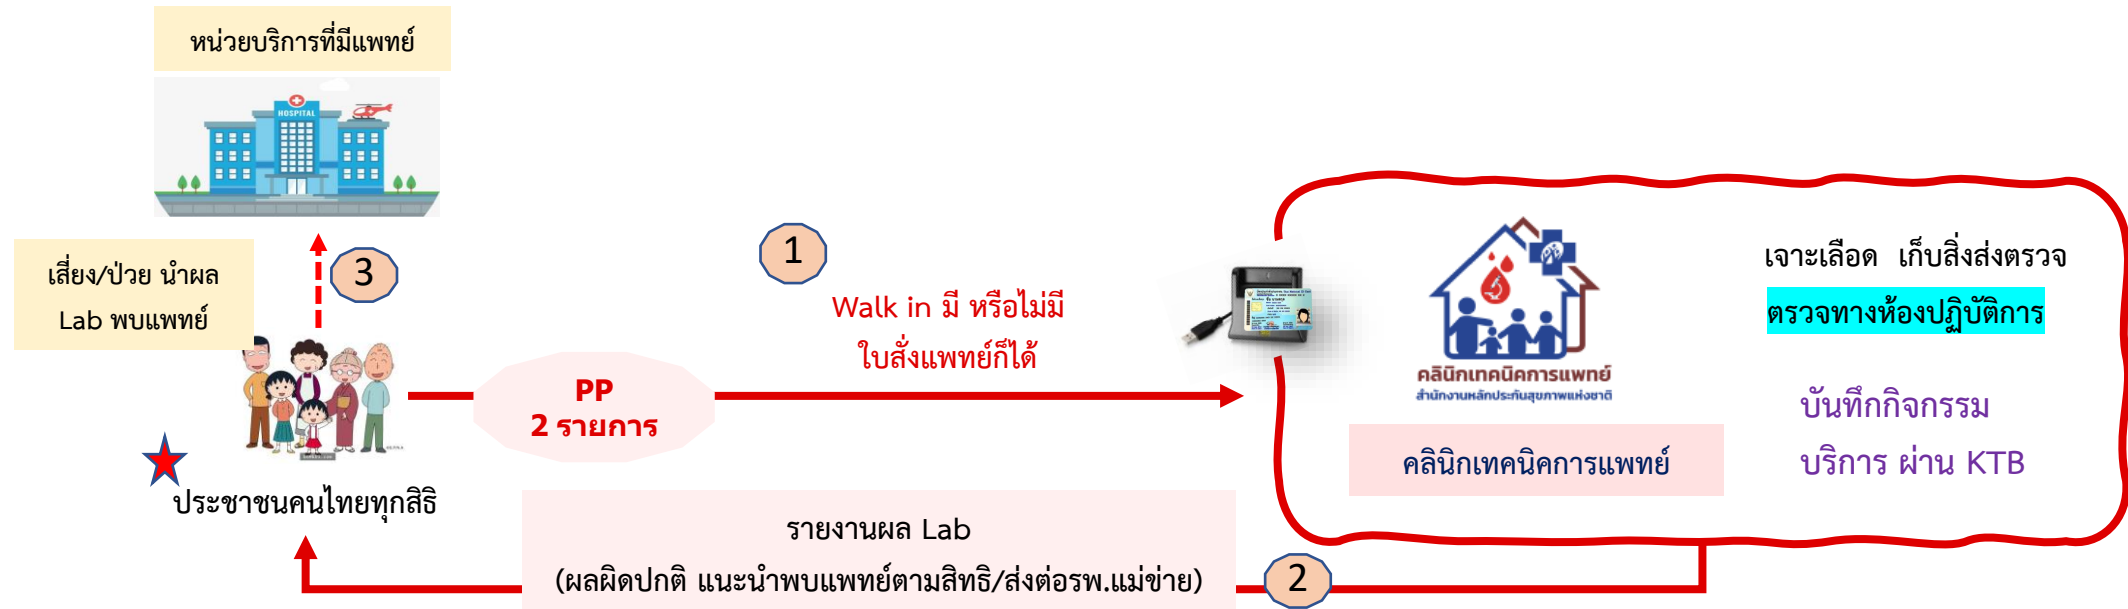 หน่วยบริการที่มีแพทย์
HOSPITAL
เสี่ยง/ป่วย นำผล
Lab พบแพทย์
3
1
Walk in มี หรือไม่มี
ใบสั่งแพทย์ก็ได้
PP
2 รายการ
ประชาชนคนไทยทุกสิธิ
คลินิกเทคนิคการแพทย์
สำนักงานหลักประกันสุขภาพแห่งชาติ
คลินิกเทคนิคการแพทย์
เจาะเลือด เก็บสิ่งส่งตรวจ
ตรวจทางห้องปฏิบัติการ
บันทึกกิจกรรม
บริการ ผ่าน KTB
รายงานผล Lab
(ผลผิดปกติ แนะนำพบแพทย์ตามสิทธิ/ส่งต่อรพ.แม่ข่าย)
2